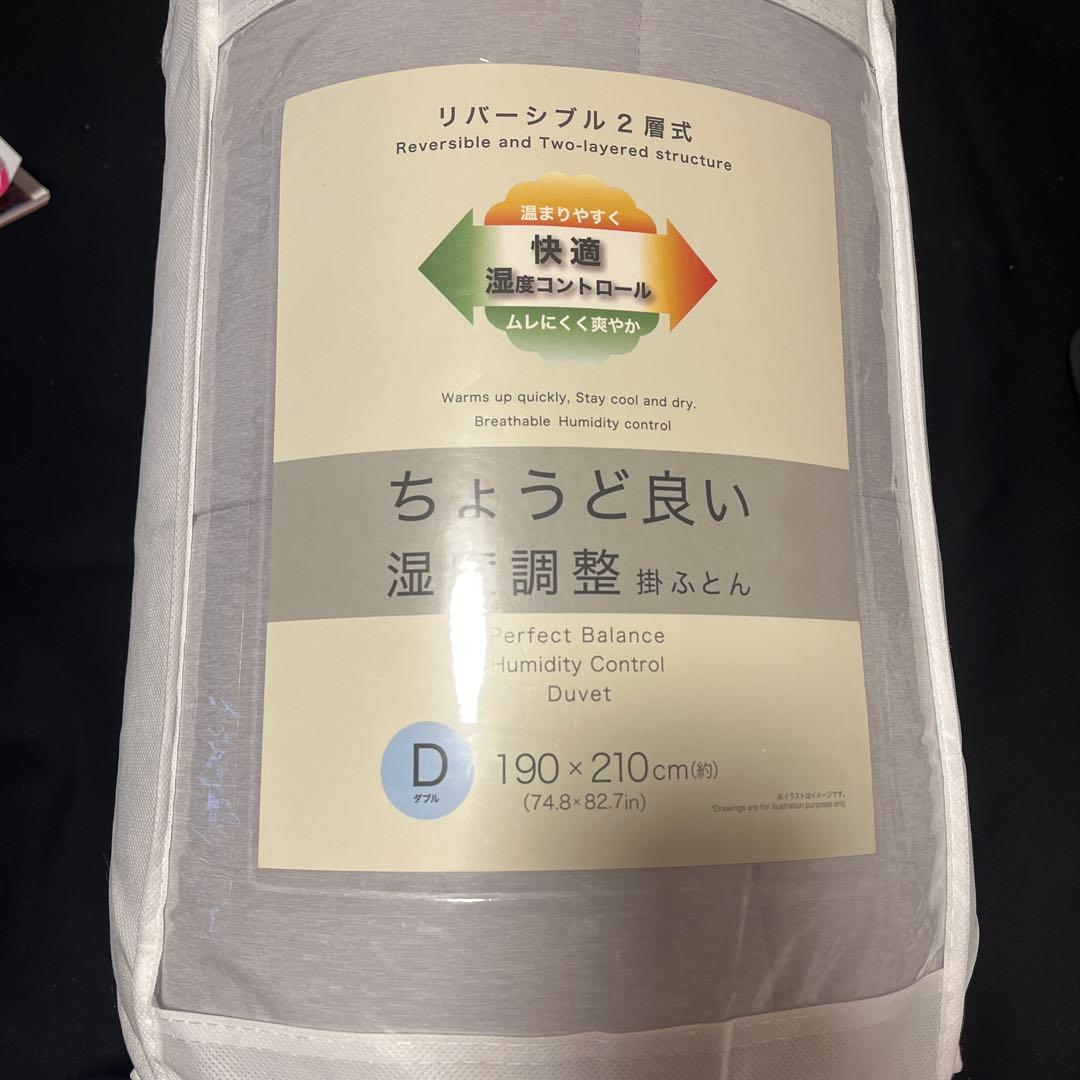 リバーシブル2層式
Reversible and Two-layered structure
温まりやすく
快適
湿度コントロール
ムレにくく爽やか
Warms up quickly, Stay cool and dry.
Breathable Humidity control
ちょうど良い
湿度調整 掛ふとん
Perfect Balance
Humidity Control
Duvet
D
ダブル
190×210cm(約)
(74.8×82.7in)
※イラストはイメージです。
*Drawings are for illustration purposes only.